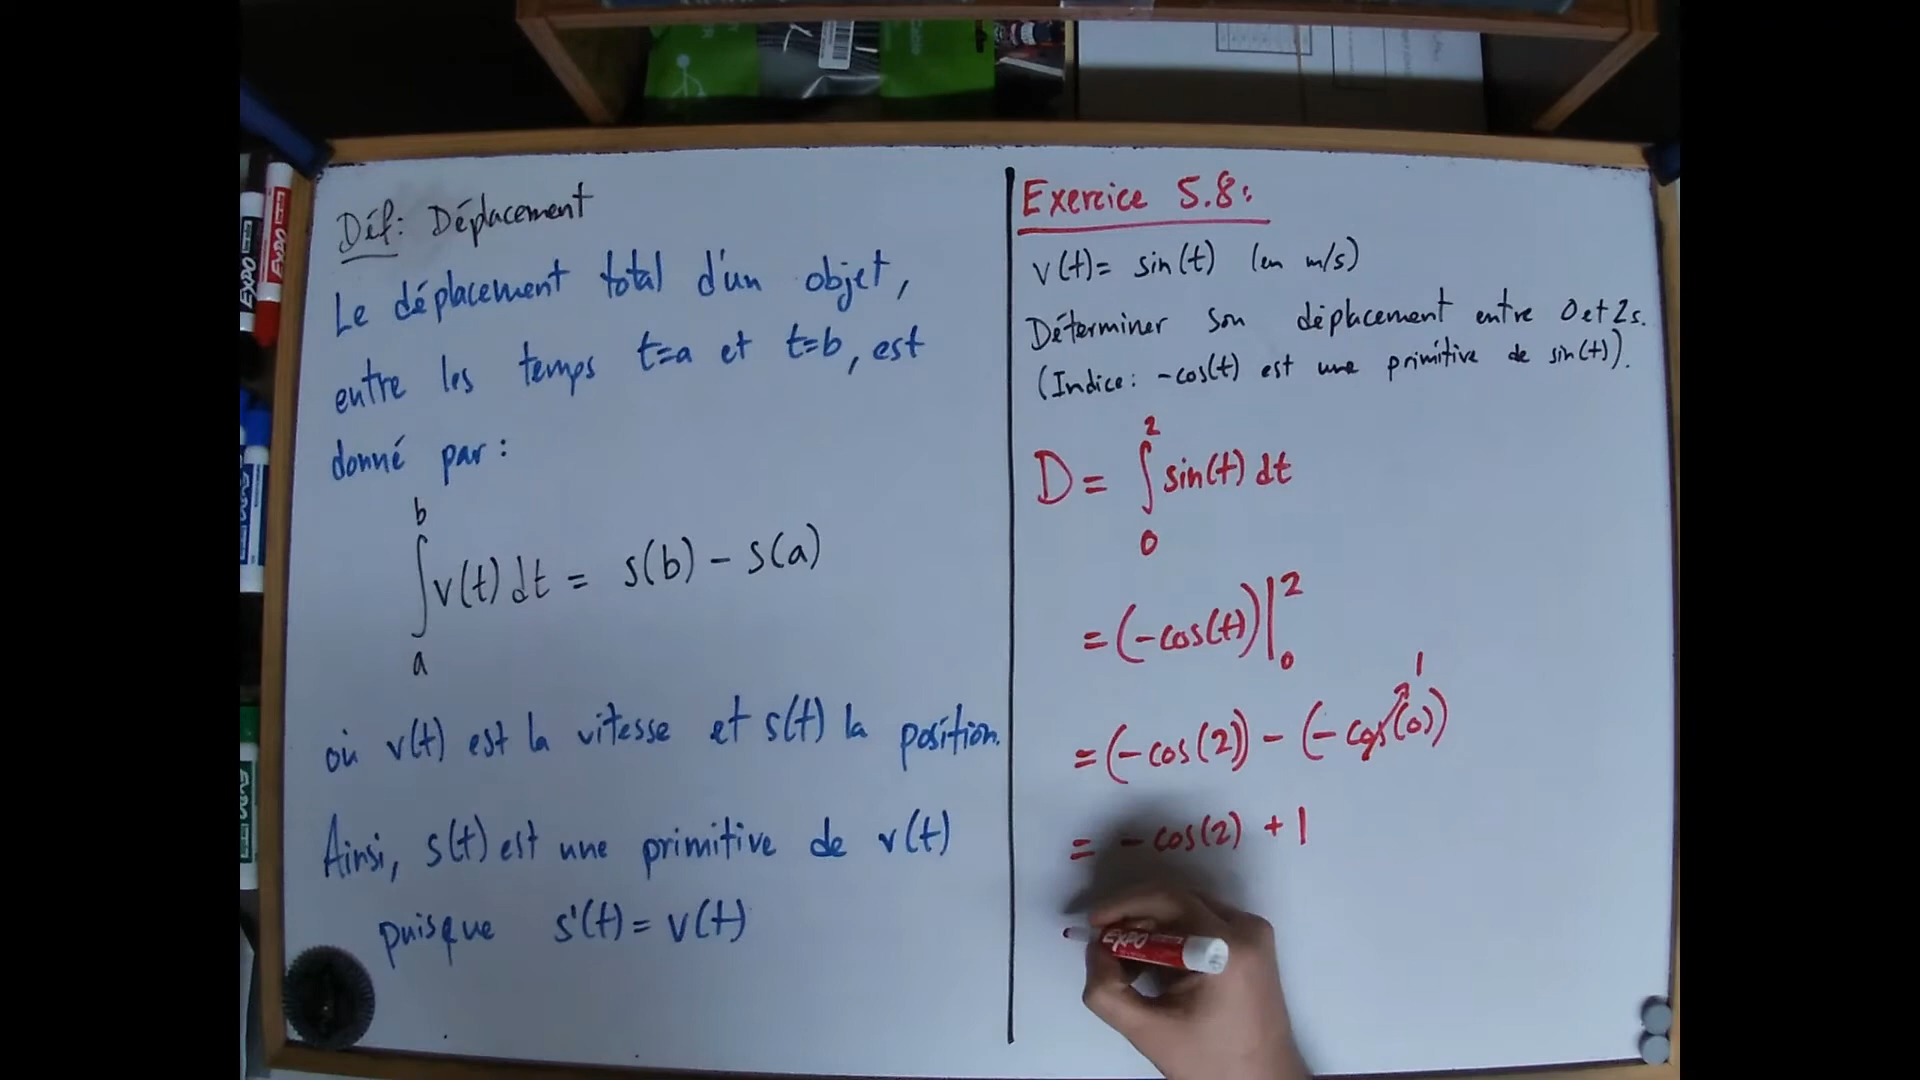 Déf: Déplacement
Le déplacement total d'un objet,
entre les temps t=a et t=b, est
donné par:
b
∫v(t)dt = s(b) - s(a)
a
où v(t) est la vitesse et s(t) la position.
Ainsi, s(t) est une primitive de v(t)
puisque s'(t) = v(t)
Exercice 5.8:
v(t)= sin(t) (en m/s)
Déterminer son déplacement entre 0 et 2s.
(Indice: -cos(t) est une primitive de sin(t)).
2
D = ∫sin(t) dt
0
= (-cos(t))|2
0
1
= (-cos(2)) - (-cos(0))
= -cos(2) + 1
EXPO
EXPO
EXPO